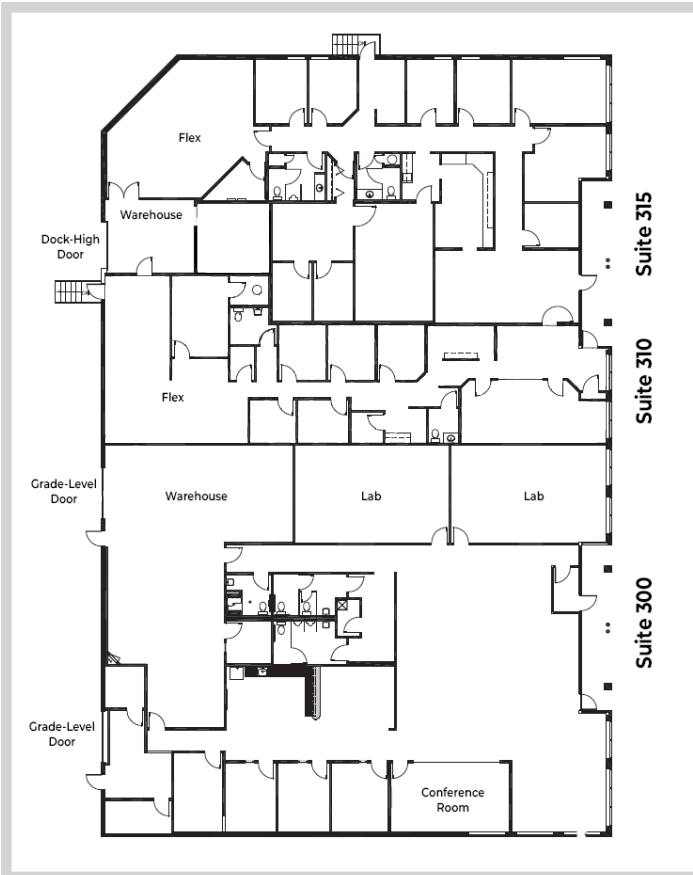 Flex
Warehouse
Dock-High
Door
Suite 315
Flex
Suite 310
Grade-Level
Door
Warehouse
Lab
Lab
Suite 300
Grade-Level
Door
Conference
Room